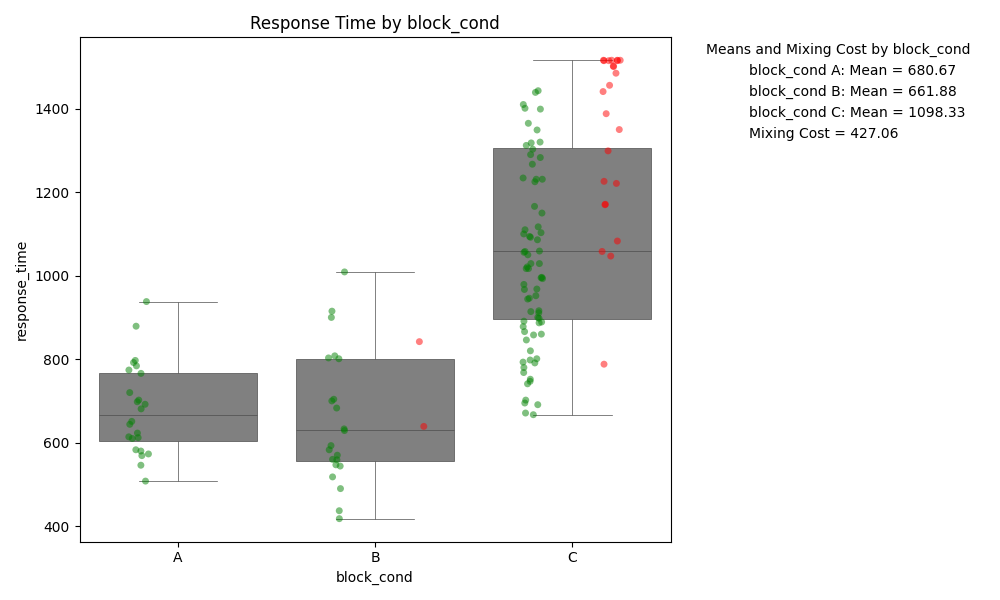 Response Time by block_cond
Means and Mixing Cost by block_cond
block_cond A: Mean = 680.67
block_cond B: Mean = 661.88
block_cond C: Mean = 1098.33
Mixing Cost = 427.06
response_time
1400
1200
1000
800
600
400
A
B
C
block_cond